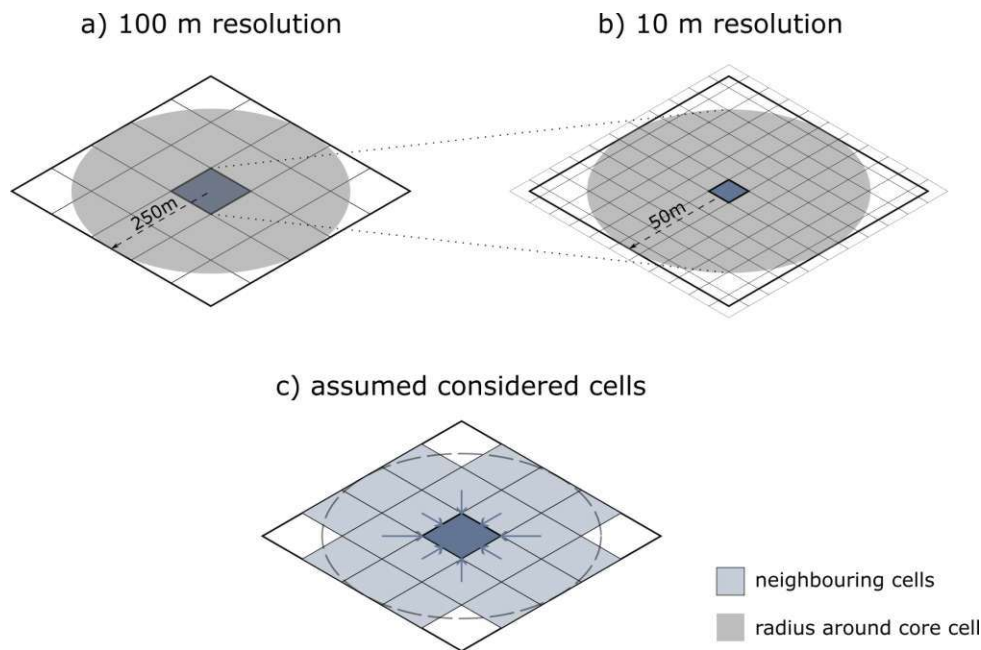 a) 100 m resolution
b) 10 m resolution
250m
50m
c) assumed considered cells
neighbouring cells
radius around core cell